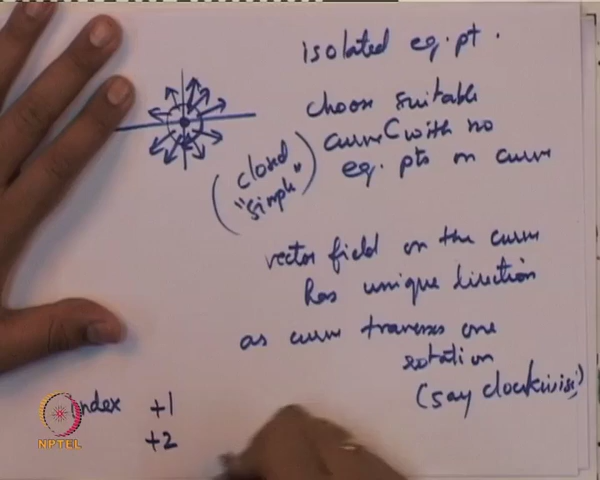 isolated eq. pt.
choose suitable
curve C with no
eq. pts on curve
(closed
"simple")
vector field on the curve
has unique direction
as curve traverses one
rotation
(say clockwise)
index +1
+2
NPTEL